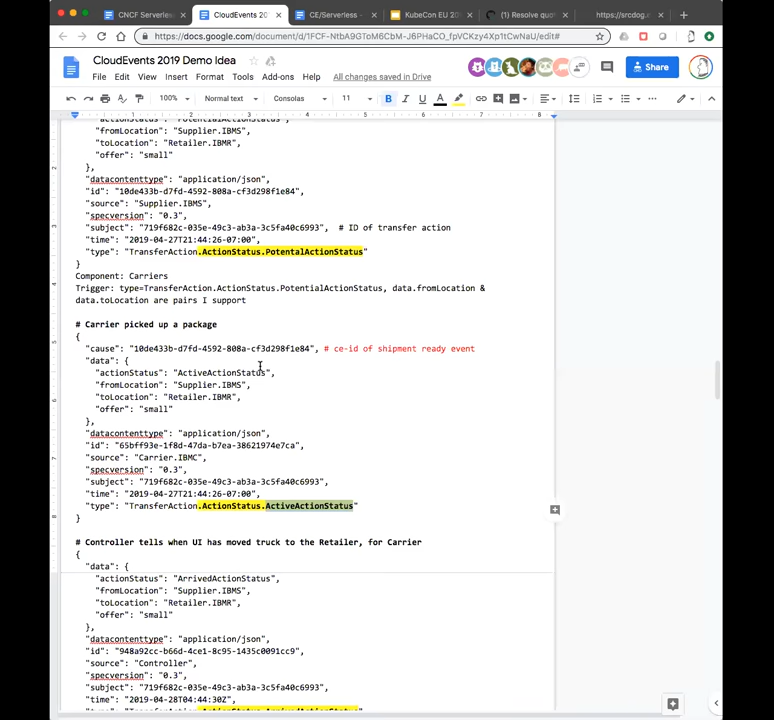 CNCF Serverles
CloudEvents 20
CE/Serverless -
KubeCon EU 20
[1] Resolve quo
https://srcdog.
https://docs.google.com/document/d/1FCF-NtbA9GToM6CbM-J6PHaCO_fpVCKzy4Xp1tCwNaU/edit#
CloudEvents 2019 Demo Idea
File Edit View Insert Format Tools Add-ons Help All changes saved in Drive
Share
100% Normal text Consolas 11
1 2 3 4 5 6 7 8
"fromLocation": "Supplier.IBMS",
"toLocation": "Retailer.IBMR",
"offer": "small"
},
"datacontenttype": "application/json",
"id": "10de433b-d7fd-4592-808a-cf3d298f1e84",
"source": "Supplier.IBMS",
"specversion": "0.3",
"subject": "719f682c-035e-49c3-ab3a-3c5fa40c6993", # ID of transfer action
"time": "2019-04-27T21:44:26-07:00",
"type": "TransferAction.ActionStatus.PotentalActionStatus"
}
Component: Carriers
Trigger: type=TransferAction.ActionStatus.PotentialActionStatus, data.fromLocation &
data.toLocation are pairs I support
# Carrier picked up a package
{
"cause": "10de433b-d7fd-4592-808a-cf3d298f1e84", # ce-id of shipment ready event
"data": {
"actionStatus": "ActiveActionStatus",
"fromLocation": "Supplier.IBMS",
"toLocation": "Retailer.IBMR",
"offer": "small"
},
"datacontenttype": "application/json",
"id": "65bff93e-1f8d-47da-b7ea-38621974e7ca",
"source": "Carrier.IBMC",
"specversion": "0.3",
"subject": "719f682c-035e-49c3-ab3a-3c5fa40c6993",
"time": "2019-04-27T21:44:26-07:00",
"type": "TransferAction.ActionStatus.ActiveActionStatus"
}
# Controller tells when UI has moved truck to the Retailer, for Carrier
{
"data": {
"actionStatus": "ArrivedActionStatus",
"fromLocation": "Supplier.IBMS",
"toLocation": "Retailer.IBMR",
"offer": "small"
},
"datacontenttype": "application/json",
"id": "948a92cc-b66d-4ce1-8c95-1435c0091cc9",
"source": "Controller",
"specversion": "0.3",
"subject": "719f682c-035e-49c3-ab3a-3c5fa40c6993",
"time": "2019-04-28T04:44:30Z",